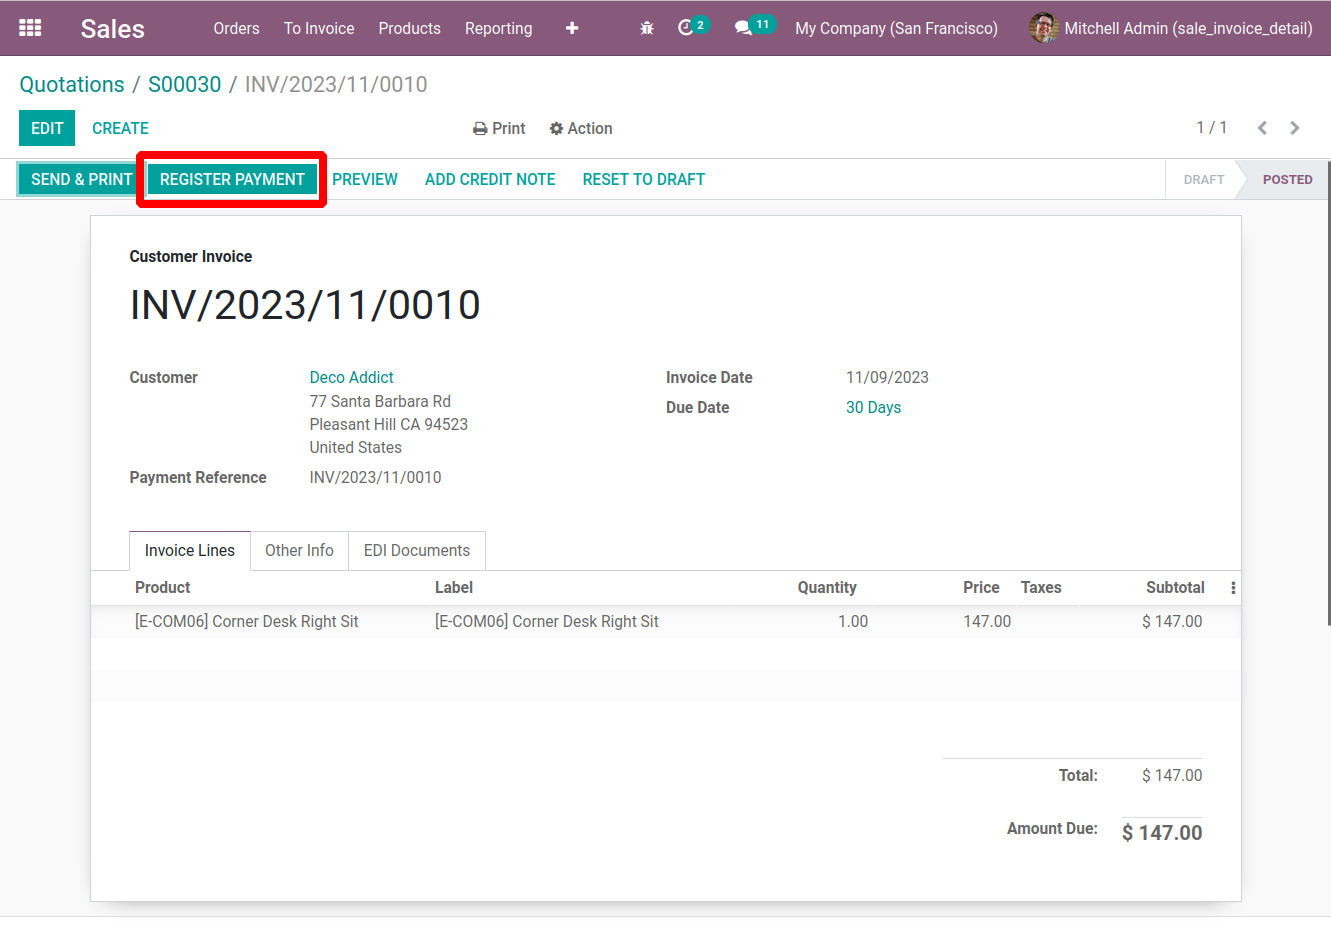 Sales Orders To Invoice Products Reporting 2 11 My Company (San Francisco) Mitchell Admin (sale_invoice_detail)
Quotations / S00030 / INV/2023/11/0010
EDIT CREATE Print Action 1 / 1
SEND & PRINT REGISTER PAYMENT PREVIEW ADD CREDIT NOTE RESET TO DRAFT DRAFT POSTED
Customer Invoice
INV/2023/11/0010
Customer Deco Addict Invoice Date 11/09/2023
77 Santa Barbara Rd Due Date 30 Days
Pleasant Hill CA 94523
United States
Payment Reference INV/2023/11/0010
Invoice Lines Other Info EDI Documents
Product Label Quantity Price Taxes Subtotal
[E-COM06] Corner Desk Right Sit [E-COM06] Corner Desk Right Sit 1.00 147.00 $ 147.00
Total: $ 147.00
Amount Due: $ 147.00